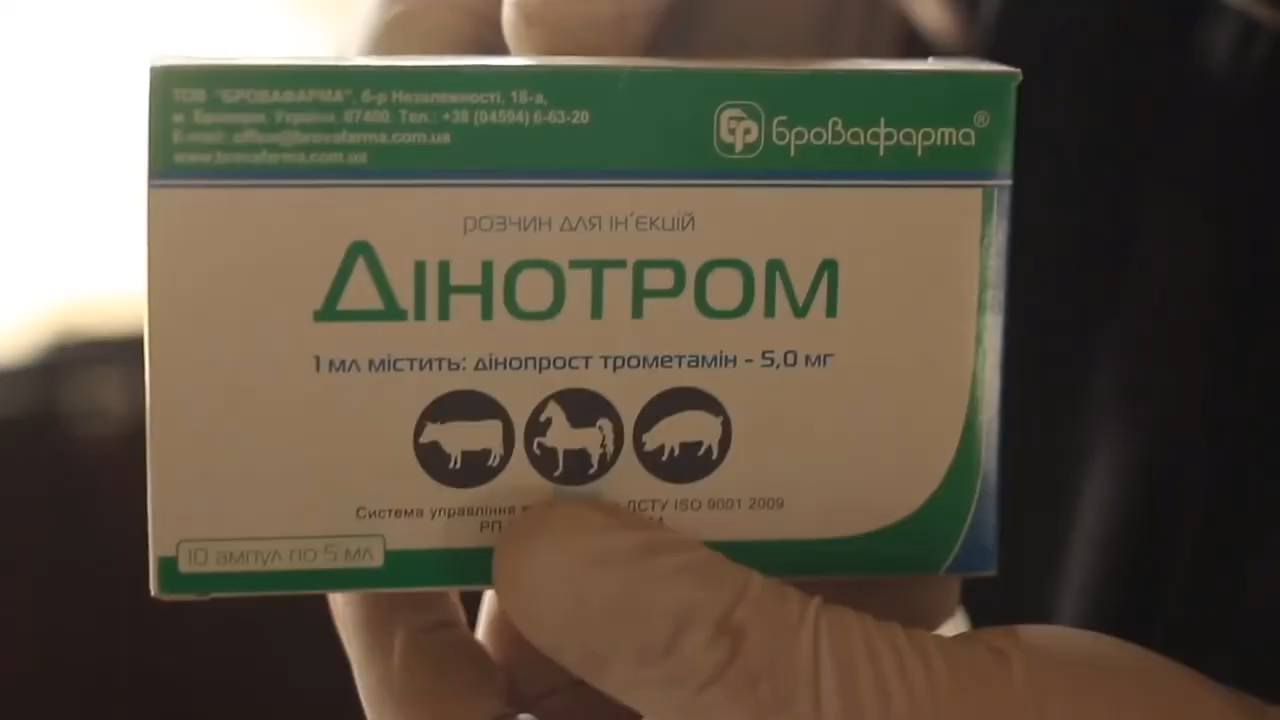 ТОВ "БРОВАФАРМА", б-р Незалежності, 18-а,
м. Бровари, Україна, 07400. Тел.: +38 (04594) 6-63-20
E-mail: office@brovafarma.com.ua
www.brovafarma.com.ua
бровафарма®
розчин для ін'єкцій
ДІНОТРОМ
1 мл містить: дінопрост трометамін - 5,0 мг
Система управління ДСТУ ISO 9001 2009
РП
10 ампул по 5 мл